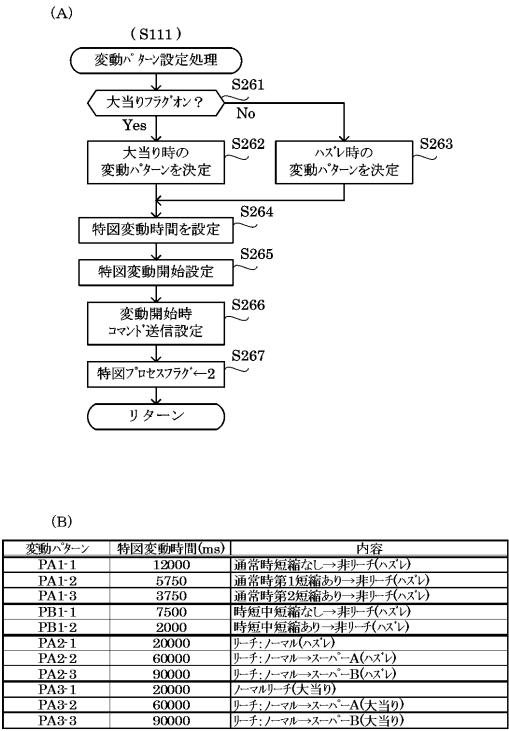 (A)
(S111)
変動ﾊﾟﾀｰﾝ設定処理
S261
大当りﾌﾗｸﾞｵﾝ？
No
Yes
S262
大当り時の
変動ﾊﾟﾀｰﾝを決定
S263
ﾊｽﾞﾚ時の
変動ﾊﾟﾀｰﾝを決定
S264
特図変動時間を設定
S265
特図変動開始設定
S266
変動開始時
ｺﾏﾝﾄﾞ送信設定
S267
特図ﾌﾟﾛｾｽﾌﾗｸﾞ←2
リターン
(B)
変動ﾊﾟﾀｰﾝ 特図変動時間(ms) 内容
PA1-1 12000 通常時短縮なし→非ﾘｰﾁ(ﾊｽﾞﾚ)
PA1-2 5750 通常時第1短縮あり→非ﾘｰﾁ(ﾊｽﾞﾚ)
PA1-3 3750 通常時第2短縮あり→非ﾘｰﾁ(ﾊｽﾞﾚ)
PB1-1 7500 時短中短縮なし→非ﾘｰﾁ(ﾊｽﾞﾚ)
PB1-2 2000 時短中短縮あり→非ﾘｰﾁ(ﾊｽﾞﾚ)
PA2-1 20000 ﾘｰﾁ:ﾉｰﾏﾙ(ﾊｽﾞﾚ)
PA2-2 60000 ﾘｰﾁ:ﾉｰﾏﾙ→ｽｰﾊﾟｰA(ﾊｽﾞﾚ)
PA2-3 90000 ﾘｰﾁ:ﾉｰﾏﾙ→ｽｰﾊﾟｰB(ﾊｽﾞﾚ)
PA3-1 20000 ﾉｰﾏﾙﾘｰﾁ(大当り)
PA3-2 60000 ﾘｰﾁ:ﾉｰﾏﾙ→ｽｰﾊﾟｰA(大当り)
PA3-3 90000 ﾘｰﾁ:ﾉｰﾏﾙ→ｽｰﾊﾟｰB(大当り)